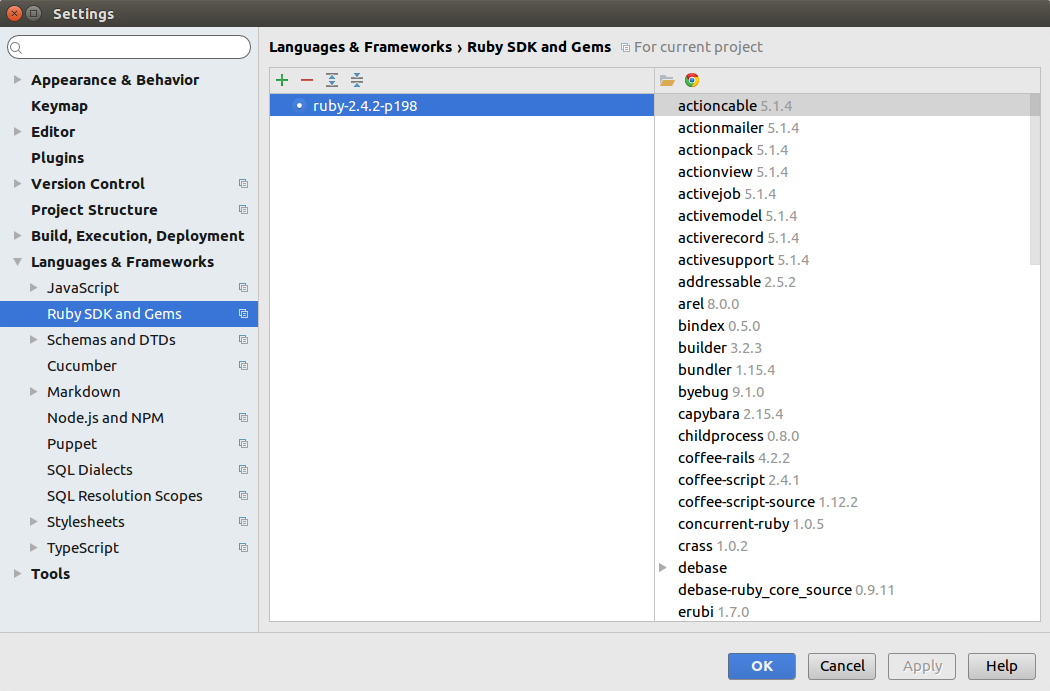 Settings
Appearance & Behavior
Keymap
Editor
Plugins
Version Control
Project Structure
Build, Execution, Deployment
Languages & Frameworks
JavaScript
Ruby SDK and Gems
Schemas and DTDs
Cucumber
Markdown
Node.js and NPM
Puppet
SQL Dialects
SQL Resolution Scopes
Stylesheets
TypeScript
Tools
Languages & Frameworks › Ruby SDK and Gems For current project
ruby-2.4.2-p198
actioncable 5.1.4
actionmailer 5.1.4
actionpack 5.1.4
actionview 5.1.4
activejob 5.1.4
activemodel 5.1.4
activerecord 5.1.4
activesupport 5.1.4
addressable 2.5.2
arel 8.0.0
bindex 0.5.0
builder 3.2.3
bundler 1.15.4
byebug 9.1.0
capybara 2.15.4
childprocess 0.8.0
coffee-rails 4.2.2
coffee-script 2.4.1
coffee-script-source 1.12.2
concurrent-ruby 1.0.5
crass 1.0.2
debase
debase-ruby_core_source 0.9.11
erubi 1.7.0
OK Cancel Apply Help